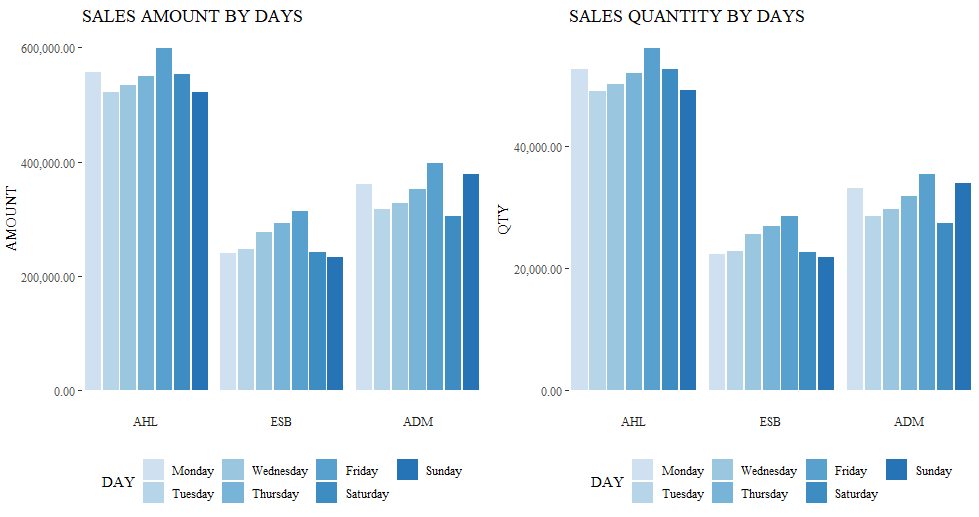 SALES AMOUNT BY DAYS
600,000.00
400,000.00
200,000.00
0.00
AMOUNT
AHL ESB ADM
DAY
Monday Wednesday Friday Sunday
Tuesday Thursday Saturday
SALES QUANTITY BY DAYS
40,000.00
20,000.00
0.00
QTY
AHL ESB ADM
DAY
Monday Wednesday Friday Sunday
Tuesday Thursday Saturday